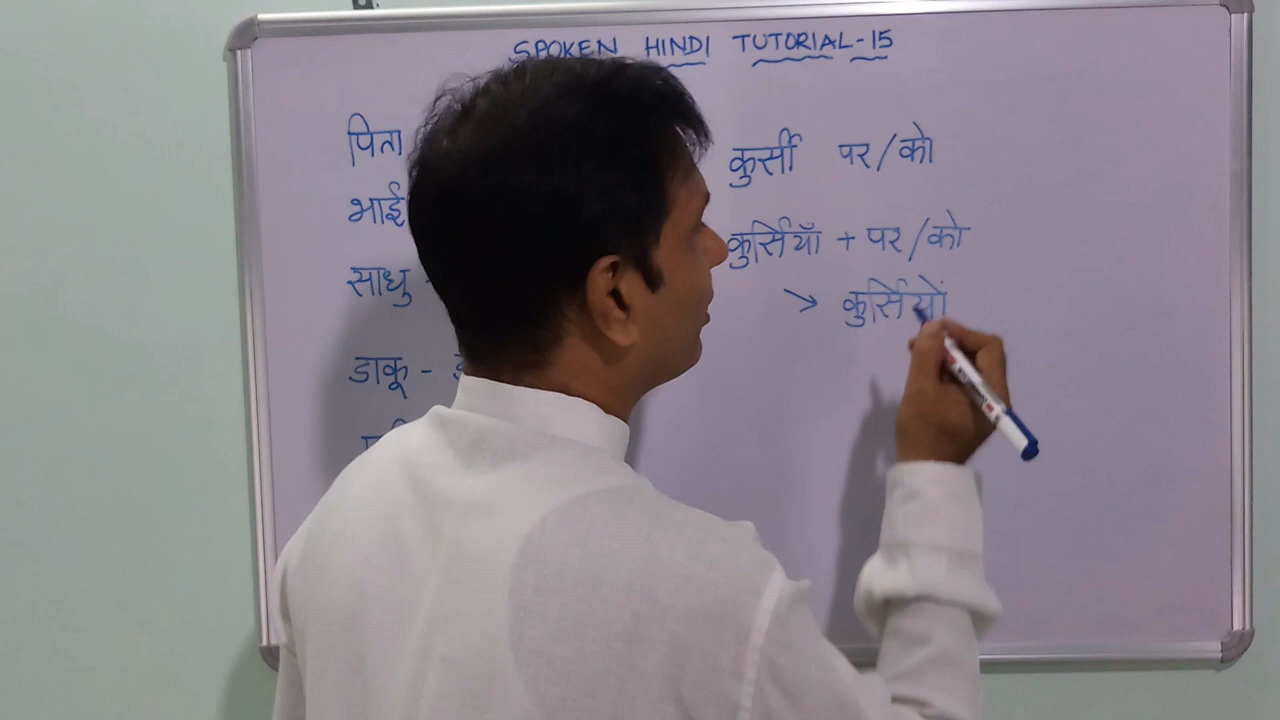 SPOKEN HINDI TUTORIAL-15
पिता
भाई
साधु -
डाकू -
कुर्सी पर/को
कुर्सियाँ + पर/को
→ कुर्सियों